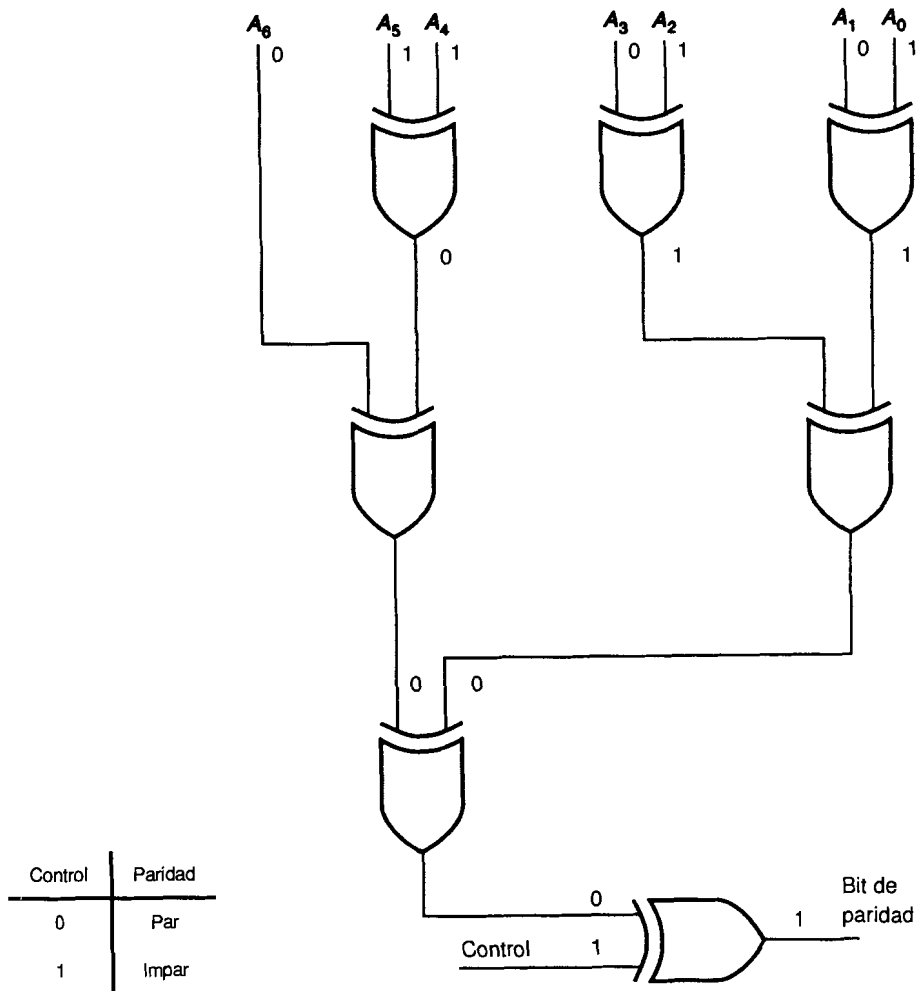 A6 A5 A4 A3 A2 A1 A0
0 1 1 0 1 0 1
0 1 1
0 0
Control Paridad
0 Par
1 Impar
0
Control 1
1
Bit de
paridad